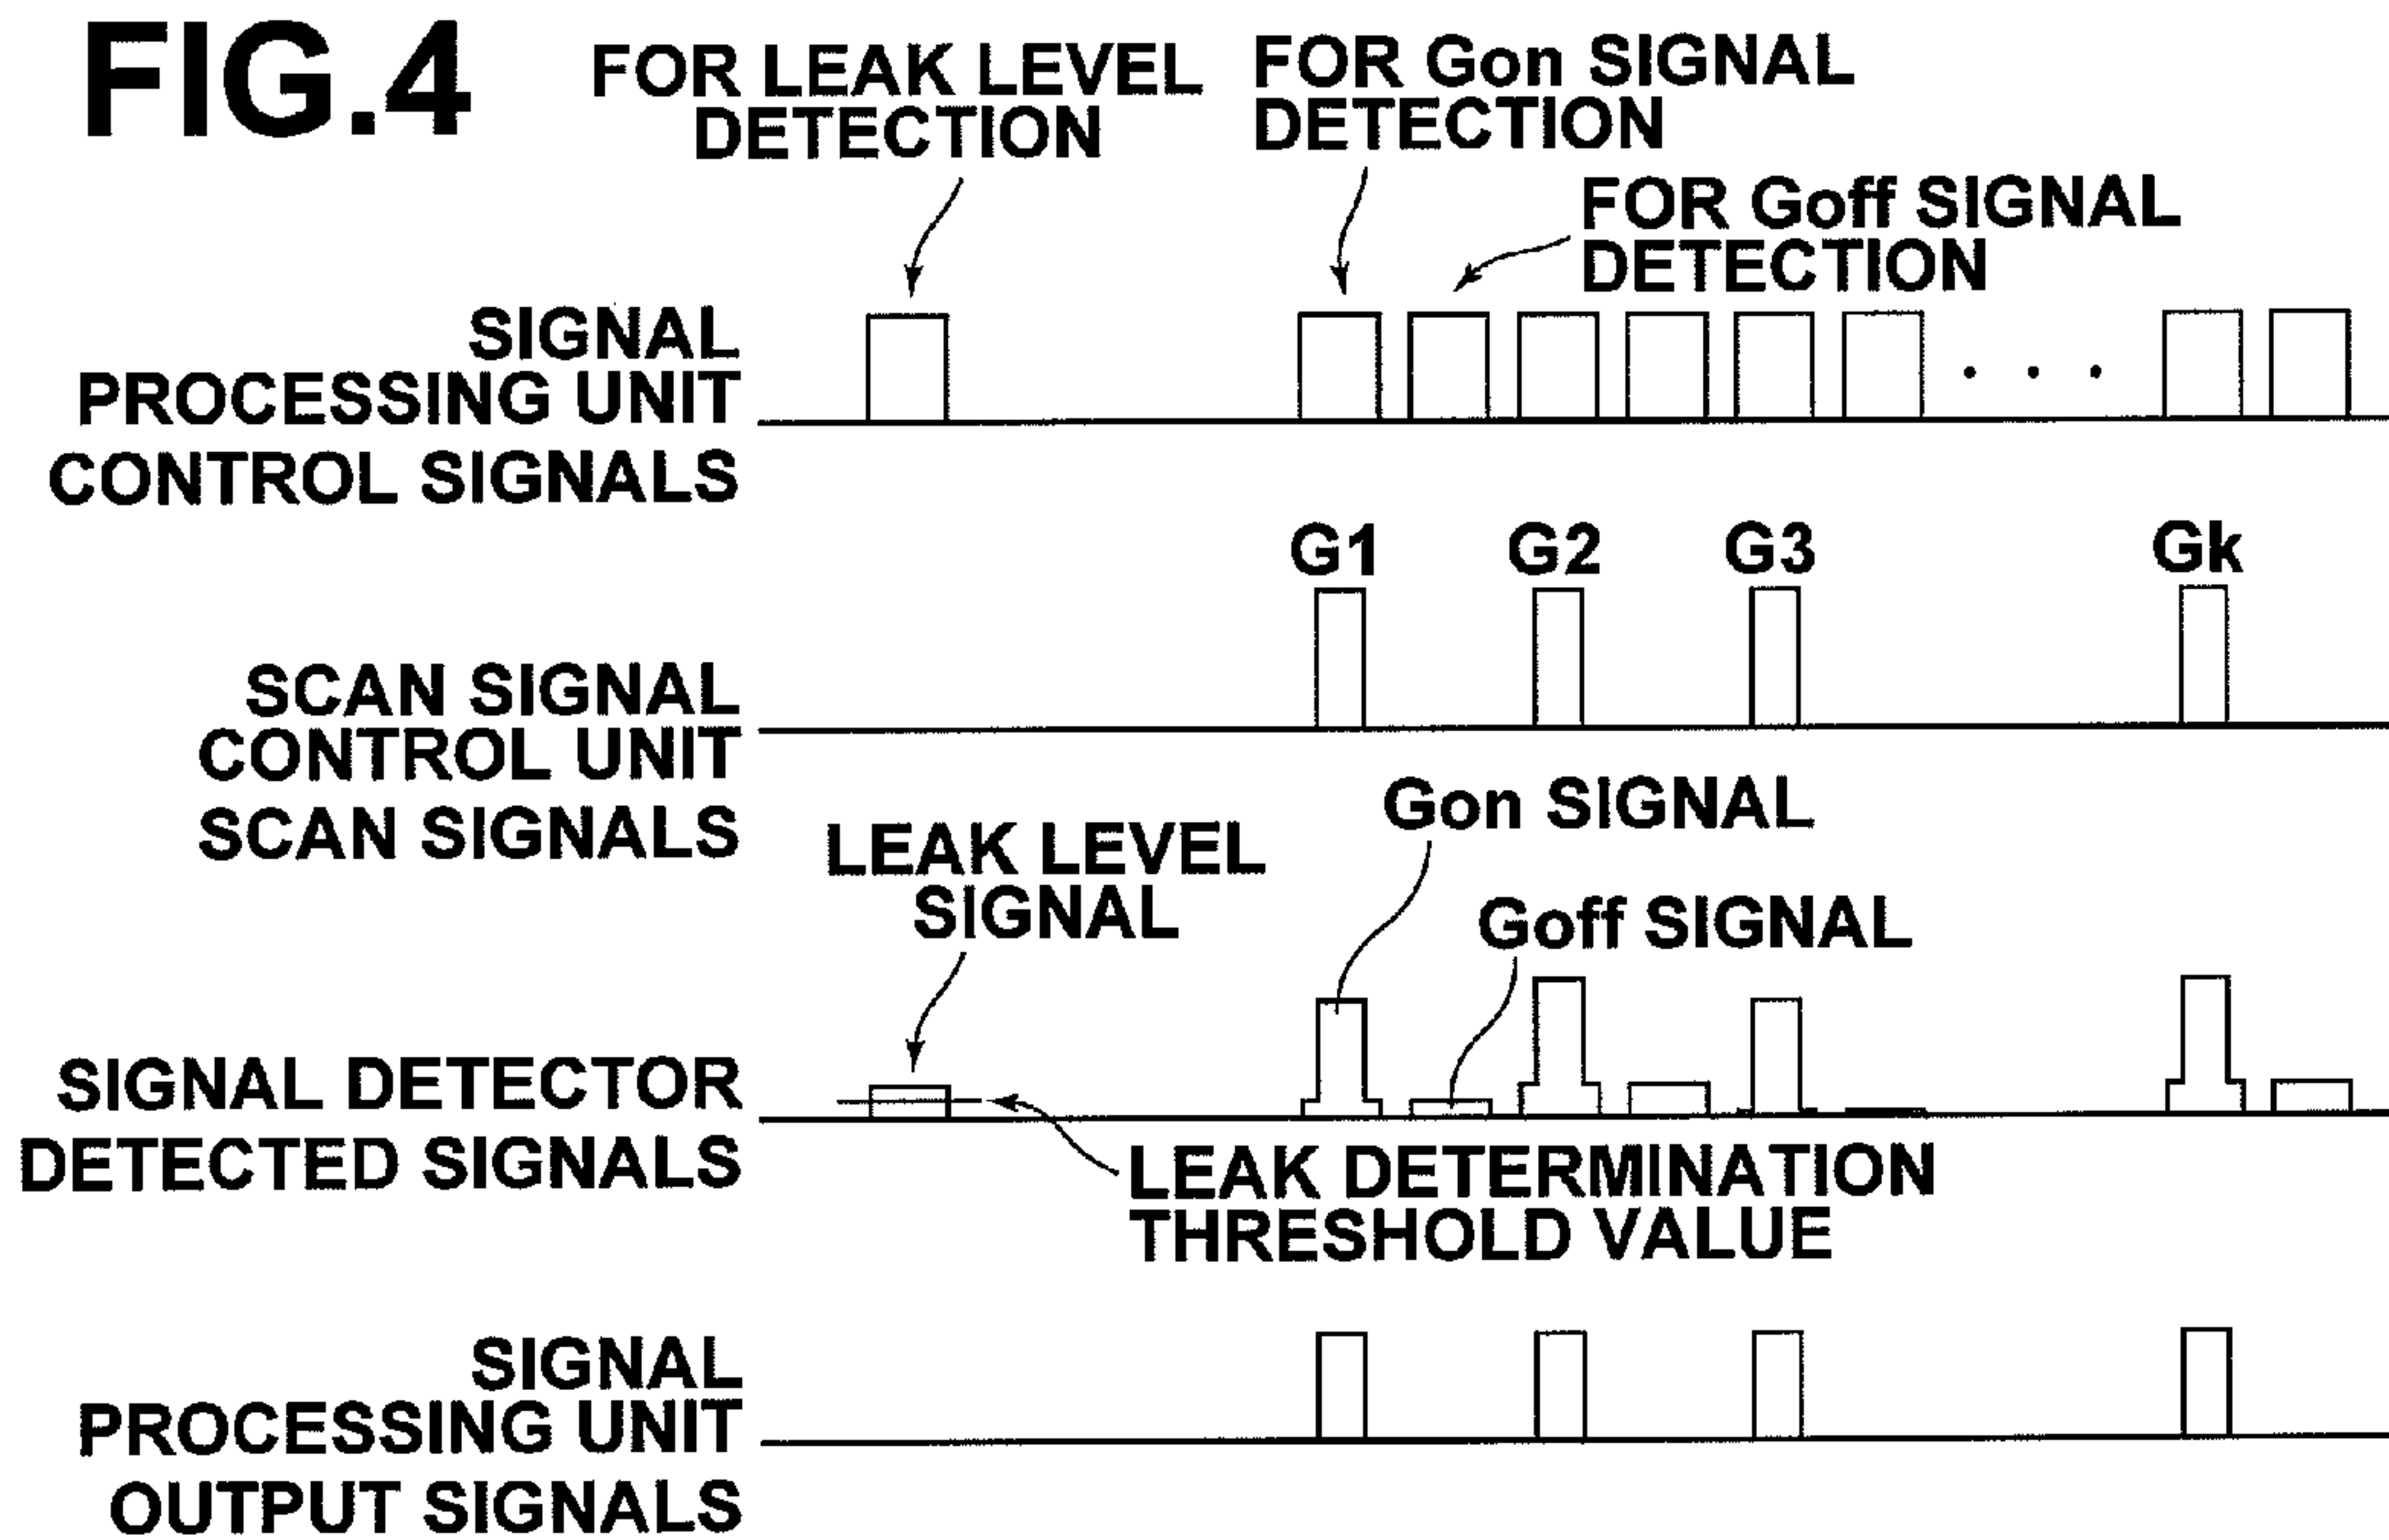 FIG.4
FOR LEAK LEVEL
DETECTION
FOR Gon SIGNAL
DETECTION
FOR Goff SIGNAL
DETECTION
SIGNAL
PROCESSING UNIT
CONTROL SIGNALS
. . .
G1 G2 G3 Gk
SCAN SIGNAL
CONTROL UNIT
SCAN SIGNALS
Gon SIGNAL
LEAK LEVEL
SIGNAL
Goff SIGNAL
SIGNAL DETECTOR
DETECTED SIGNALS
LEAK DETERMINATION
THRESHOLD VALUE
SIGNAL
PROCESSING UNIT
OUTPUT SIGNALS